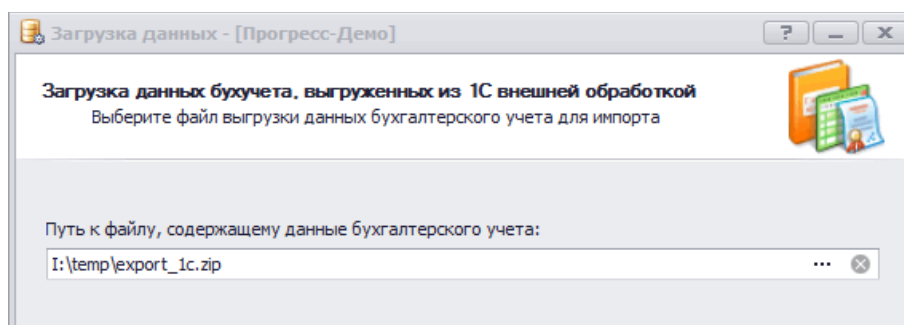 Загрузка данных - [Прогресс-Демо]
Загрузка данных бухучета, выгруженных из 1С внешней обработкой
Выберите файл выгрузки данных бухгалтерского учета для импорта
Путь к файлу, содержащему данные бухгалтерского учета:
I:\temp\export_1c.zip ...